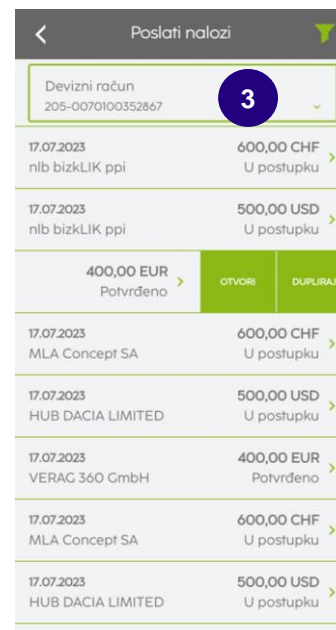 Poslati nalozi
Devizni račun
205-0070100352867
3
17.07.2023 600,00 CHF
nlb bizkLIK ppi U postupku
17.07.2023 500,00 USD
nlb bizkLIK ppi U postupku
400,00 EUR OTVORI DUPLIRAJ
Potvrđeno
17.07.2023 600,00 CHF
MLA Concept SA U postupku
17.07.2023 500,00 USD
HUB DACIA LIMITED U postupku
17.07.2023 400,00 EUR
VERAG 360 GmbH Potvrđeno
17.07.2023 600,00 CHF
MLA Concept SA U postupku
17.07.2023 500,00 USD
HUB DACIA LIMITED U postupku